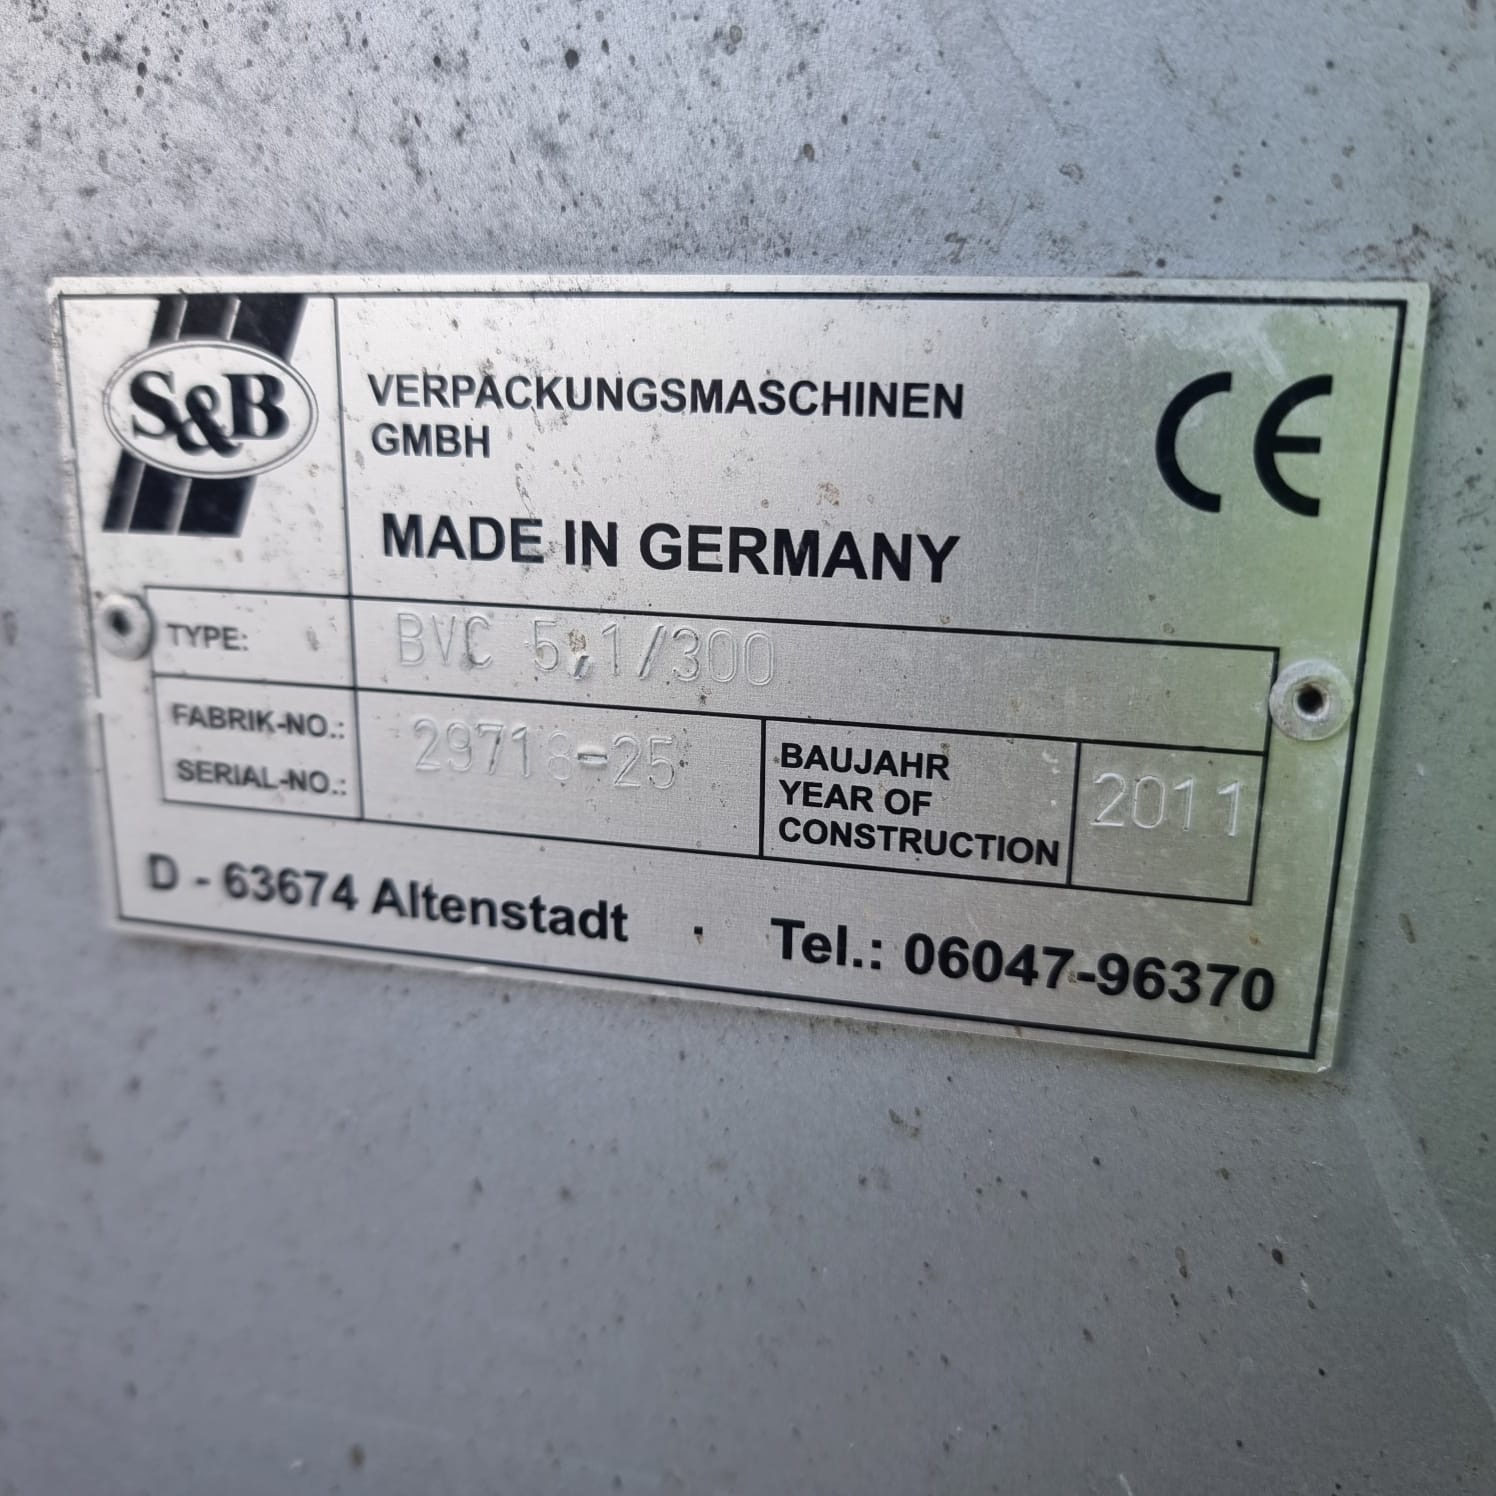 S&B
VERPACKUNGSMASCHINEN
GMBH
CE
MADE IN GERMANY
TYPE: BVC 5,1/300
FABRIK-NO.:
SERIAL-NO.:
29718-25
BAUJAHR
YEAR OF
CONSTRUCTION
2011
D - 63674 Altenstadt · Tel.: 06047-96370